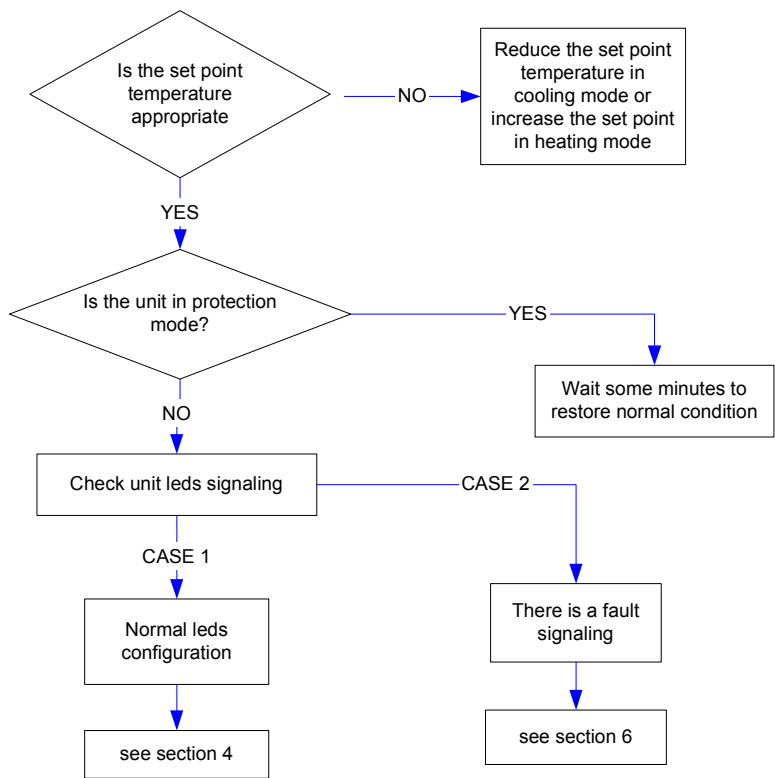 Is the set point
temperature
appropriate
NO
Reduce the set point
temperature in
cooling mode or
increase the set point
in heating mode
YES
Is the unit in protection
mode?
YES
Wait some minutes to
restore normal condition
NO
Check unit leds signaling
CASE 2
CASE 1
Normal leds
configuration
There is a fault
signaling
see section 4
see section 6